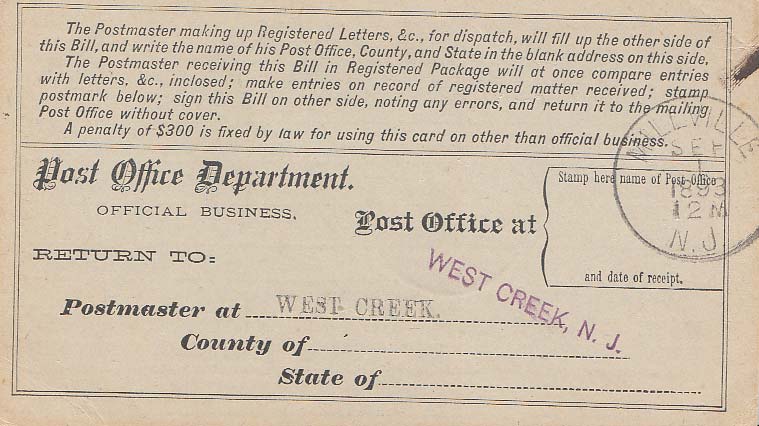 The Postmaster making up Registered Letters, &c., for dispatch, will fill up the other side of
this Bill, and write the name of his Post Office, County, and State in the blank address on this side.
The Postmaster receiving this Bill in Registered Package will at once compare entries
with letters, &c., inclosed; make entries on record of registered matter received; stamp
postmark below; sign this Bill on other side, noting any errors, and return it to the mailing
Post Office without cover.
A penalty of $300 is fixed by law for using this card on other than official business.
Post Office Department.
OFFICIAL BUSINESS.
Post Office at
Stamp here name of Post-Office
and date of receipt.
MILLVILLE
SEP
1
1893
12 M
N. J.
RETURN TO:
WEST CREEK, N. J.
Postmaster at WEST CREEK.
County of
State of